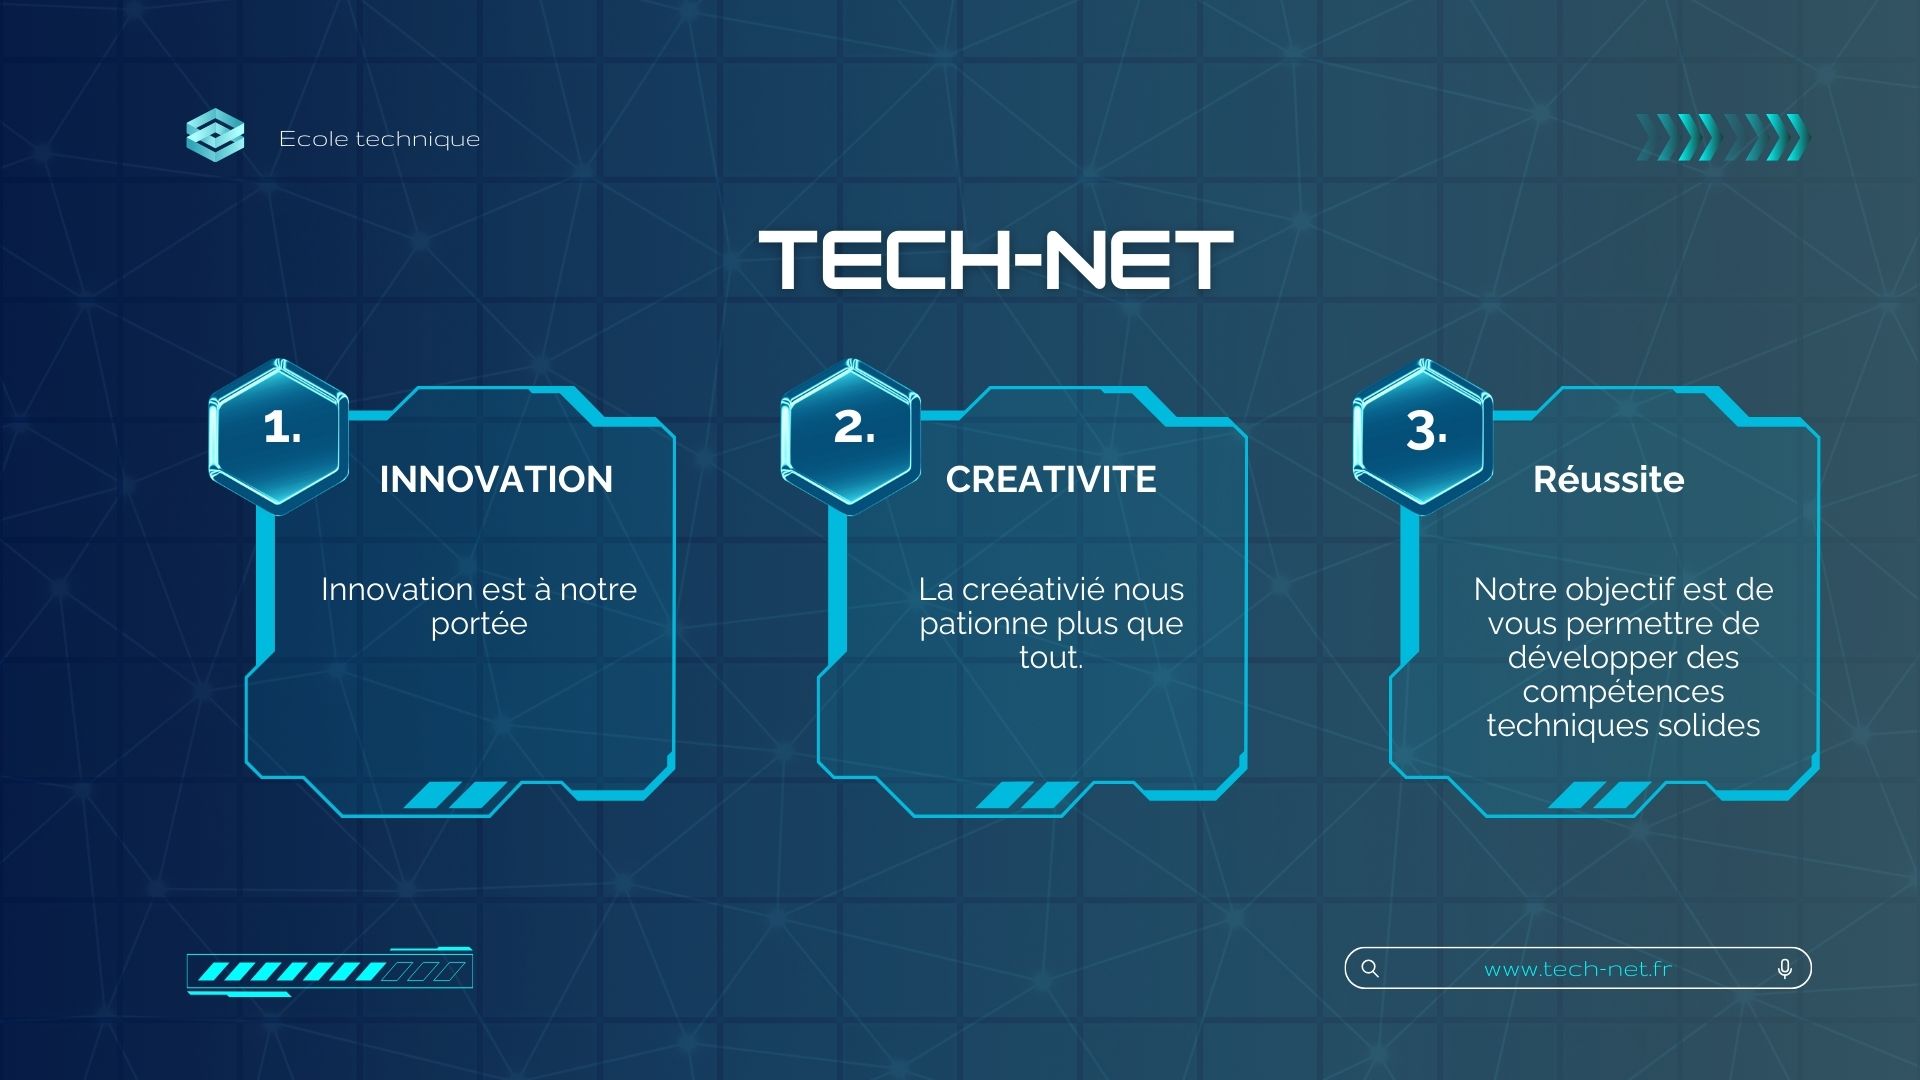 Ecole technique
TECH-NET
1.
INNOVATION
Innovation est à notre
portée
2.
CREATIVITE
La creéativié nous
pationne plus que
tout.
3.
Réussite
Notre objectif est de
vous permettre de
développer des
compétences
techniques solides
www.tech-net.fr